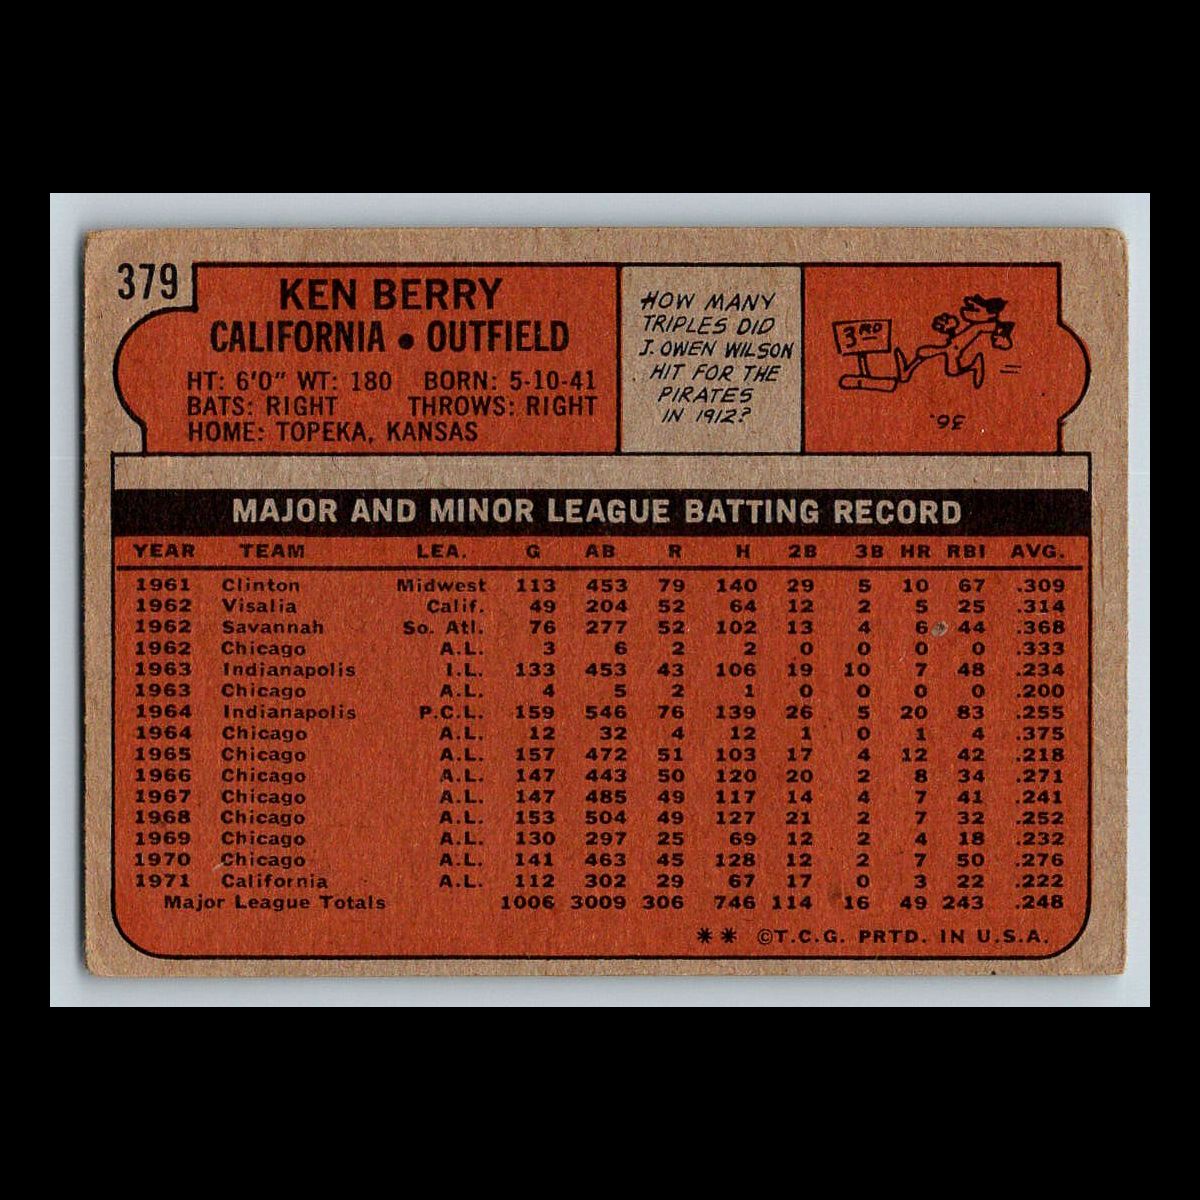 379
KEN BERRY
CALIFORNIA • OUTFIELD
HT: 6'0" WT: 180 BORN: 5-10-41
BATS: RIGHT THROWS: RIGHT
HOME: TOPEKA, KANSAS
HOW MANY
TRIPLES DID
J. OWEN WILSON
HIT FOR THE
PIRATES
IN 1912?
3RD
36.
MAJOR AND MINOR LEAGUE BATTING RECORD
YEAR TEAM LEA. G AB R H 2B 3B HR RBI AVG.
1961 Clinton Midwest 113 453 79 140 29 5 10 67 .309
1962 Visalia Calif. 49 204 52 64 12 2 5 25 .314
1962 Savannah So. Atl. 76 277 52 102 13 4 6 44 .368
1962 Chicago A.L. 3 6 2 2 0 0 0 0 .333
1963 Indianapolis I.L. 133 453 43 106 19 10 7 48 .234
1963 Chicago A.L. 4 5 2 1 0 0 0 0 .200
1964 Indianapolis P.C.L. 159 546 76 139 26 5 20 83 .255
1964 Chicago A.L. 12 32 4 12 1 0 1 4 .375
1965 Chicago A.L. 157 472 51 103 17 4 12 42 .218
1966 Chicago A.L. 147 443 50 120 20 2 8 34 .271
1967 Chicago A.L. 147 485 49 117 14 4 7 41 .241
1968 Chicago A.L. 153 504 49 127 21 2 7 32 .252
1969 Chicago A.L. 130 297 25 69 12 2 4 18 .232
1970 Chicago A.L. 141 463 45 128 12 2 7 50 .276
1971 California A.L. 112 302 29 67 17 0 3 22 .222
Major League Totals 1006 3009 306 746 114 16 49 243 .248
** ©T.C.G. PRTD. IN U.S.A.